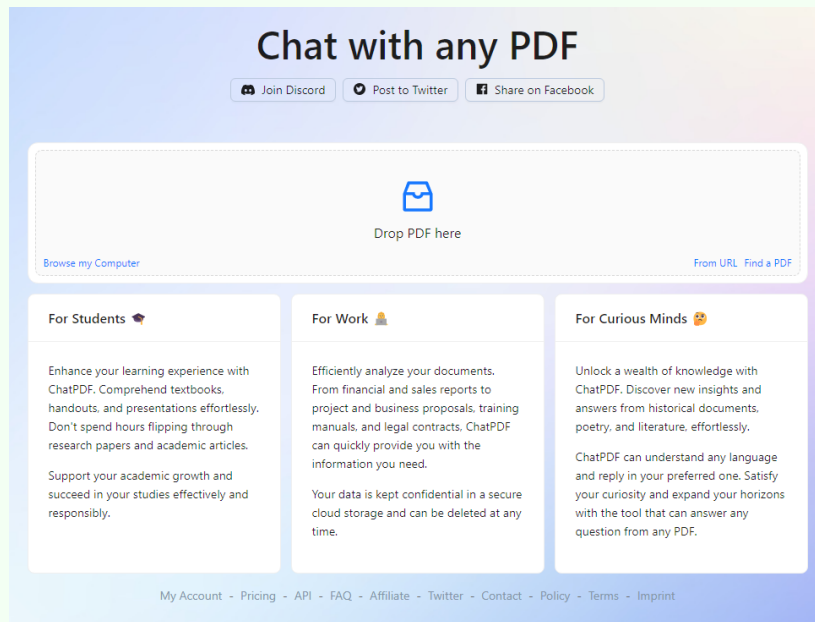 Chat with any PDF
Join Discord
Post to Twitter
Share on Facebook
Drop PDF here
Browse my Computer
From URL
Find a PDF
For Students
Enhance your learning experience with
ChatPDF. Comprehend textbooks,
handouts, and presentations effortlessly.
Don't spend hours flipping through
research papers and academic articles.
Support your academic growth and
succeed in your studies effectively and
responsibly.
For Work
Efficiently analyze your documents.
From financial and sales reports to
project and business proposals, training
manuals, and legal contracts, ChatPDF
can quickly provide you with the
information you need.
Your data is kept confidential in a secure
cloud storage and can be deleted at any
time.
For Curious Minds
Unlock a wealth of knowledge with
ChatPDF. Discover new insights and
answers from historical documents,
poetry, and literature, effortlessly.
ChatPDF can understand any language
and reply in your preferred one. Satisfy
your curiosity and expand your horizons
with the tool that can answer any
question from any PDF.
My Account - Pricing - API - FAQ - Affiliate - Twitter - Contact - Policy - Terms - Imprint